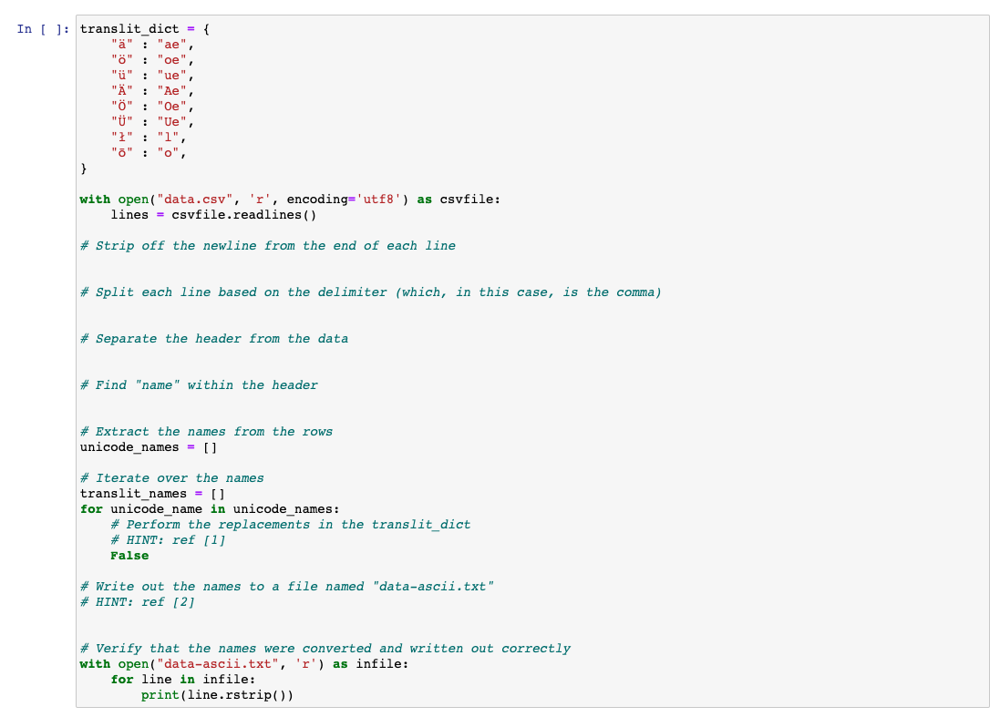 In [ ]: translit_dict = {
"ä" : "ae",
"ö" : "oe",
"ü" : "ue",
"Ä" : "Ae",
"Ö" : "Oe",
"Ü" : "Ue",
"ł" : "l",
"ō" : "o",
}
with open("data.csv", 'r', encoding='utf8') as csvfile:
lines = csvfile.readlines()
# Strip off the newline from the end of each line
# Split each line based on the delimiter (which, in this case, is the comma)
# Separate the header from the data
# Find "name" within the header
# Extract the names from the rows
unicode_names = []
# Iterate over the names
translit_names = []
for unicode_name in unicode_names:
# Perform the replacements in the translit_dict
# HINT: ref [1]
False
# Write out the names to a file named "data-ascii.txt"
# HINT: ref [2]
# Verify that the names were converted and written out correctly
with open("data-ascii.txt", 'r') as infile:
for line in infile:
print(line.rstrip())